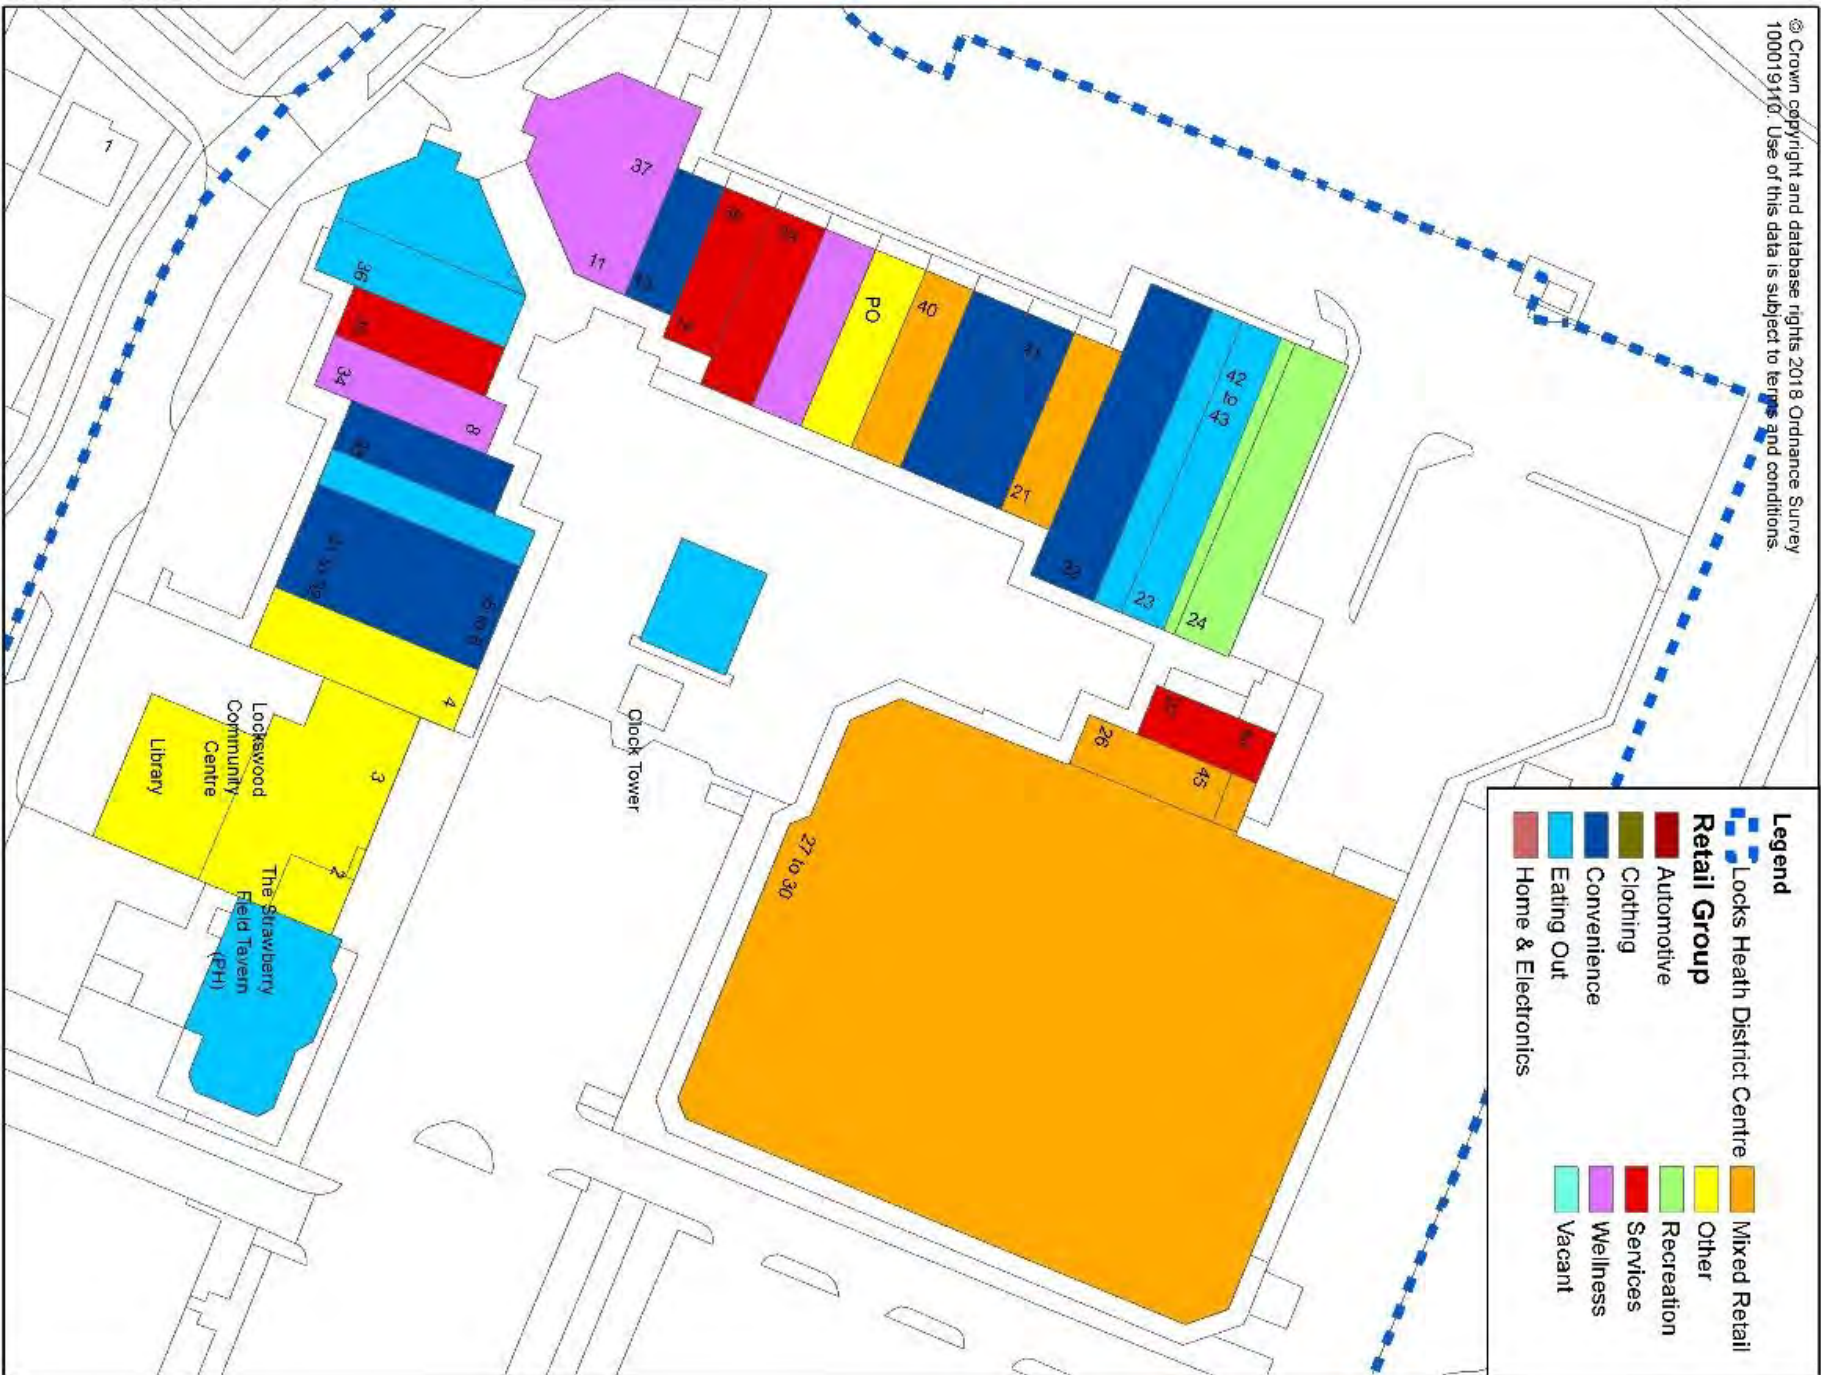 © Crown copyright and database rights 2018 Ordnance Survey
100019110. Use of this data is subject to terms and conditions.
Legend
Locks Heath District Centre
Retail Group
Automotive
Clothing
Convenience
Eating Out
Home & Electronics
Mixed Retail
Other
Recreation
Services
Wellness
Vacant
1
37
11
PO
40
21
42
to
43
23
24
26
45
27 to 30
36
34
8
4
3
2
Clock Tower
Lockswood
Community
Centre
Library
The Strawberry
Field Tavern
(PH)